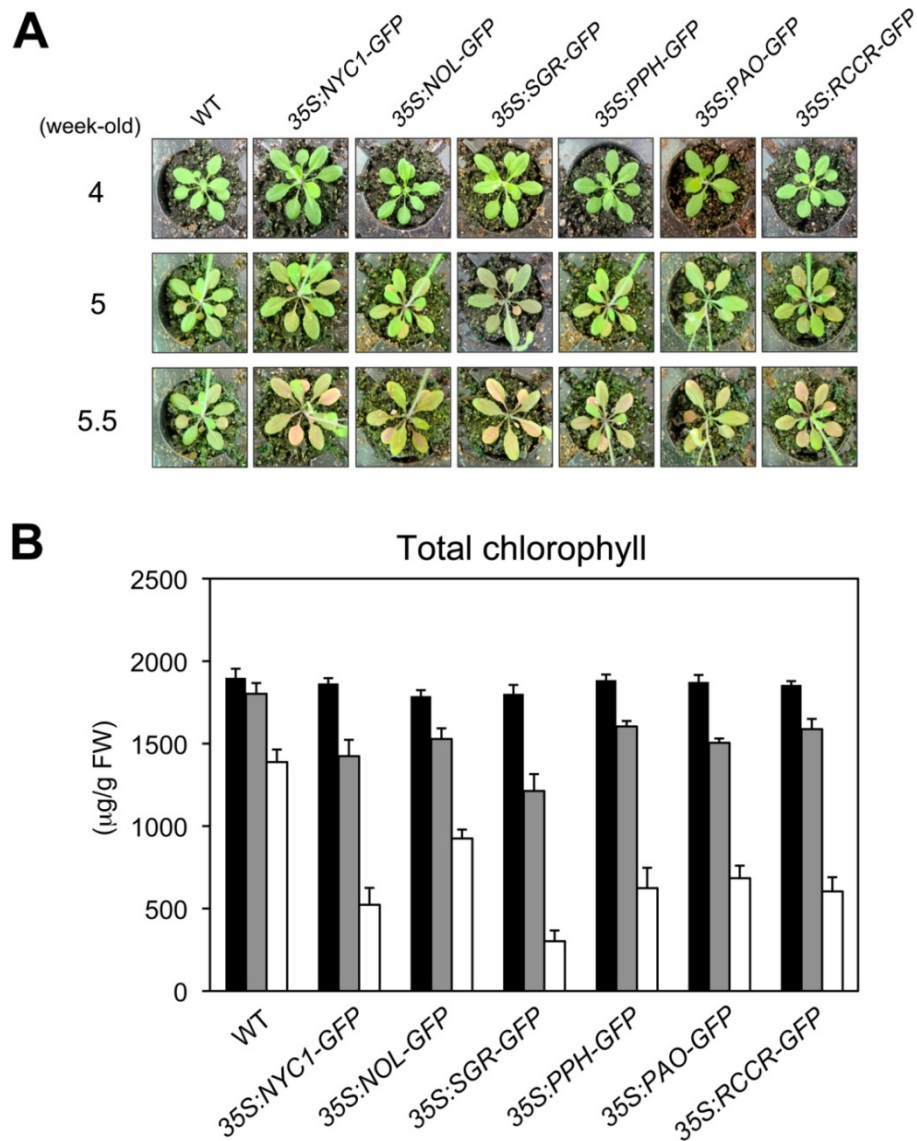 A
(week-old)
WT
35S;NYC1-GFP
35S:NOL-GFP
35S:SGR-GFP
35S:PPH-GFP
35S:PAO-GFP
35S:RCCR-GFP
4
5
5.5
B
Total chlorophyll
(μg/g FW)
2500
2000
1500
1000
500
0
WT
35S:NYC1-GFP
35S:NOL-GFP
35S:SGR-GFP
35S:PPH-GFP
35S:PAO-GFP
35S:RCCR-GFP